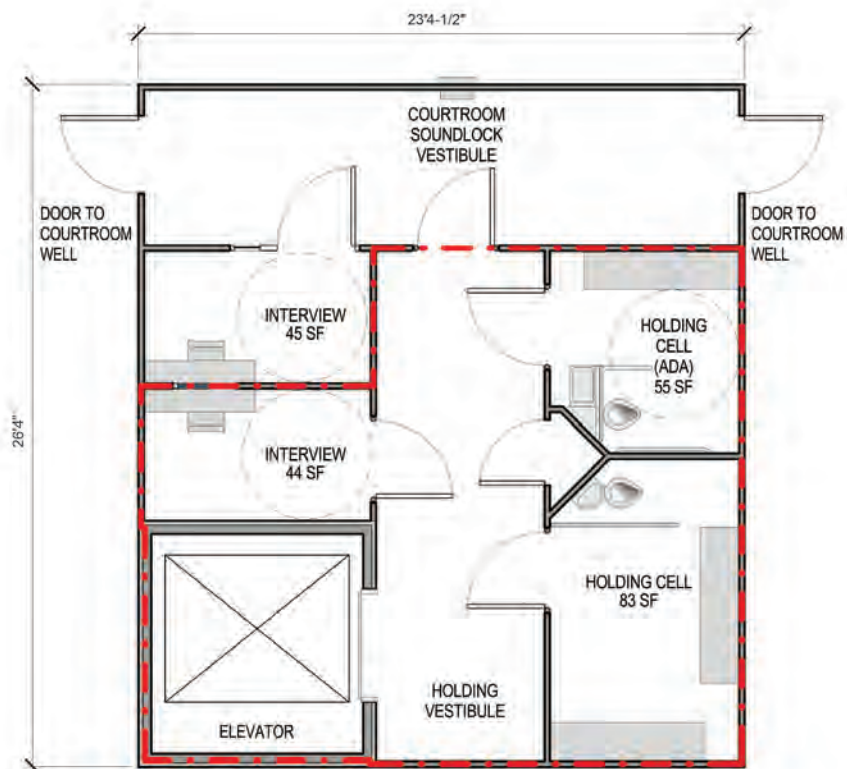 23'4-1/2"
COURTROOM
SOUNDLOCK
VESTIBULE
DOOR TO
COURTROOM
WELL
DOOR TO
COURTROOM
WELL
INTERVIEW
45 SF
HOLDING
CELL
(ADA)
55 SF
26'4"
INTERVIEW
44 SF
HOLDING CELL
83 SF
HOLDING
VESTIBULE
ELEVATOR